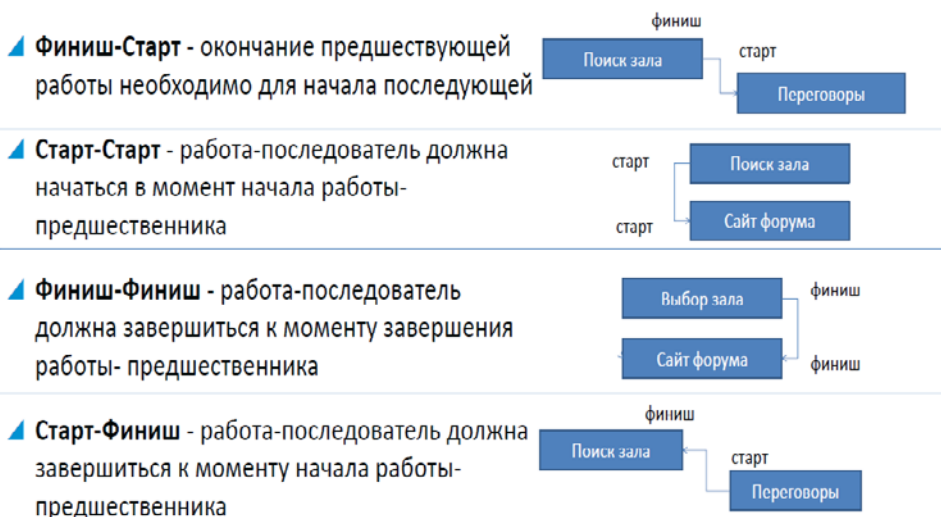 финиш
Финиш-Старт - окончание предшествующей
работы необходимо для начала последующей
Поиск зала
старт
Переговоры
Старт-Старт - работа-последователь должна
начаться в момент начала работы-
предшественника
старт
Поиск зала
старт
Сайт форума
Финиш-Финиш - работа-последователь
должна завершиться к моменту завершения
работы- предшественника
Выбор зала
финиш
Сайт форума
финиш
Старт-Финиш - работа-последователь должна
завершиться к моменту начала работы-
предшественника
финиш
Поиск зала
старт
Переговоры